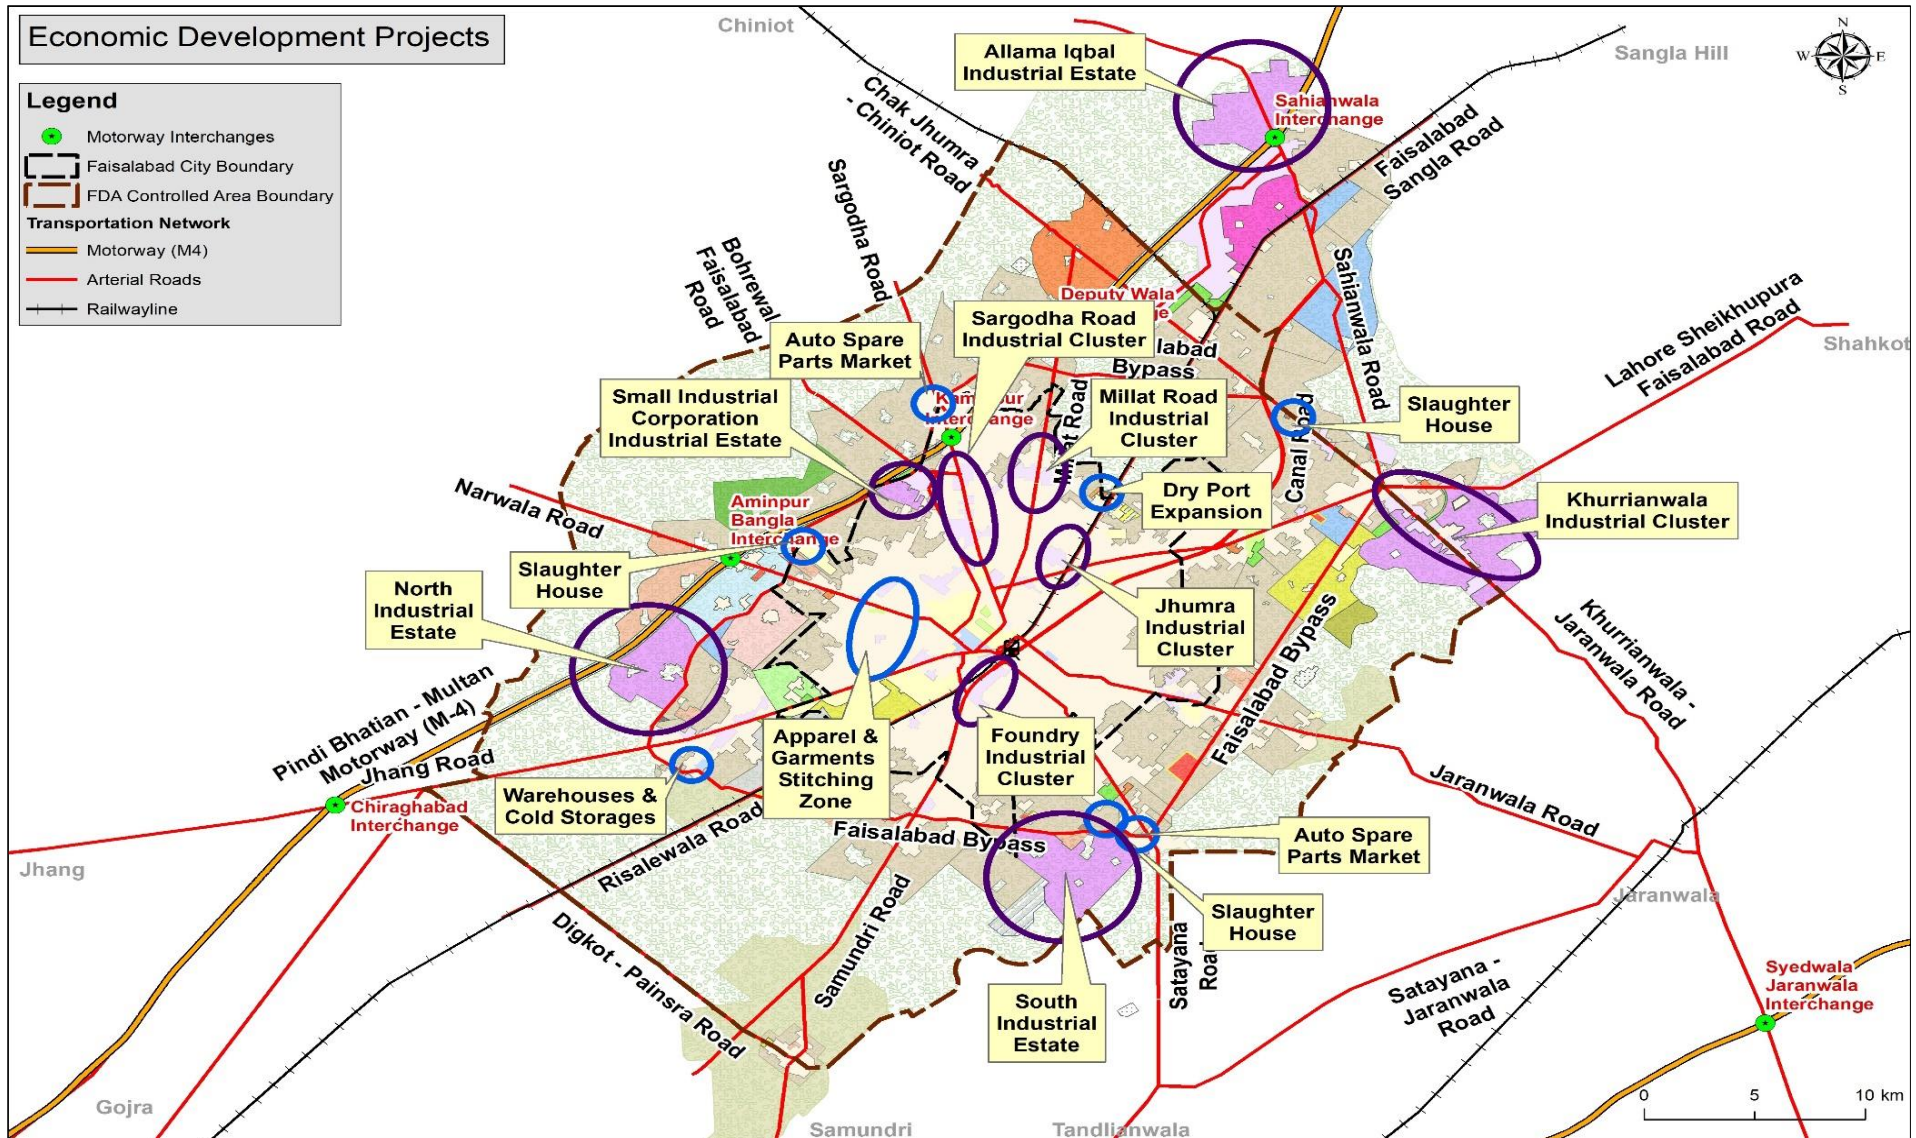 Economic Development Projects
Legend
Motorway Interchanges
Faisalabad City Boundary
FDA Controlled Area Boundary
Transportation Network
Motorway (M4)
Arterial Roads
Railwayline
Chiniot
Sangla Hill
N
W
E
S
Allama Iqbal
Industrial Estate
Sahianwala
Interchange
Chak Jhumra
- Chiniot Road
Faisalabad
Sangla Road
Sargodha Road
Bohrewal
Faisalabad
Road
Deputy Wala
Sahianwala Road
Lahore Sheikhupura
Faisalabad Road
Shahkot
Auto Spare
Parts Market
Sargodha Road
Industrial Cluster
Bypass
Small Industrial
Corporation
Industrial Estate
Interchange
Millat Road
Millat Road
Industrial
Cluster
Canal Road
Slaughter
House
Narwala Road
Aminpur
Bangla
Interchange
Dry Port
Expansion
Khurrianwala
Industrial Cluster
Slaughter
House
North
Industrial
Estate
Jhumra
Industrial
Cluster
Khurrianwala -
Jaranwala Road
Faisalabad Bypass
Pindi Bhatian - Multan
Motorway (M-4)
Jhang Road
Apparel &
Garments
Stitching
Zone
Foundry
Industrial
Cluster
Warehouses &
Cold Storages
Chiraghabad
Interchange
Jaranwala Road
Risalewala Road
Faisalabad Bypass
Auto Spare
Parts Market
Jhang
Jaranwala
Slaughter
House
Samundri Road
Digkot - Painsra Road
Satayana
Road
Satayana -
Jaranwala
Road
Syedwala
Jaranwala
Interchange
South
Industrial
Estate
Gojra
Samundri
Tandlianwala
0 5 10 km